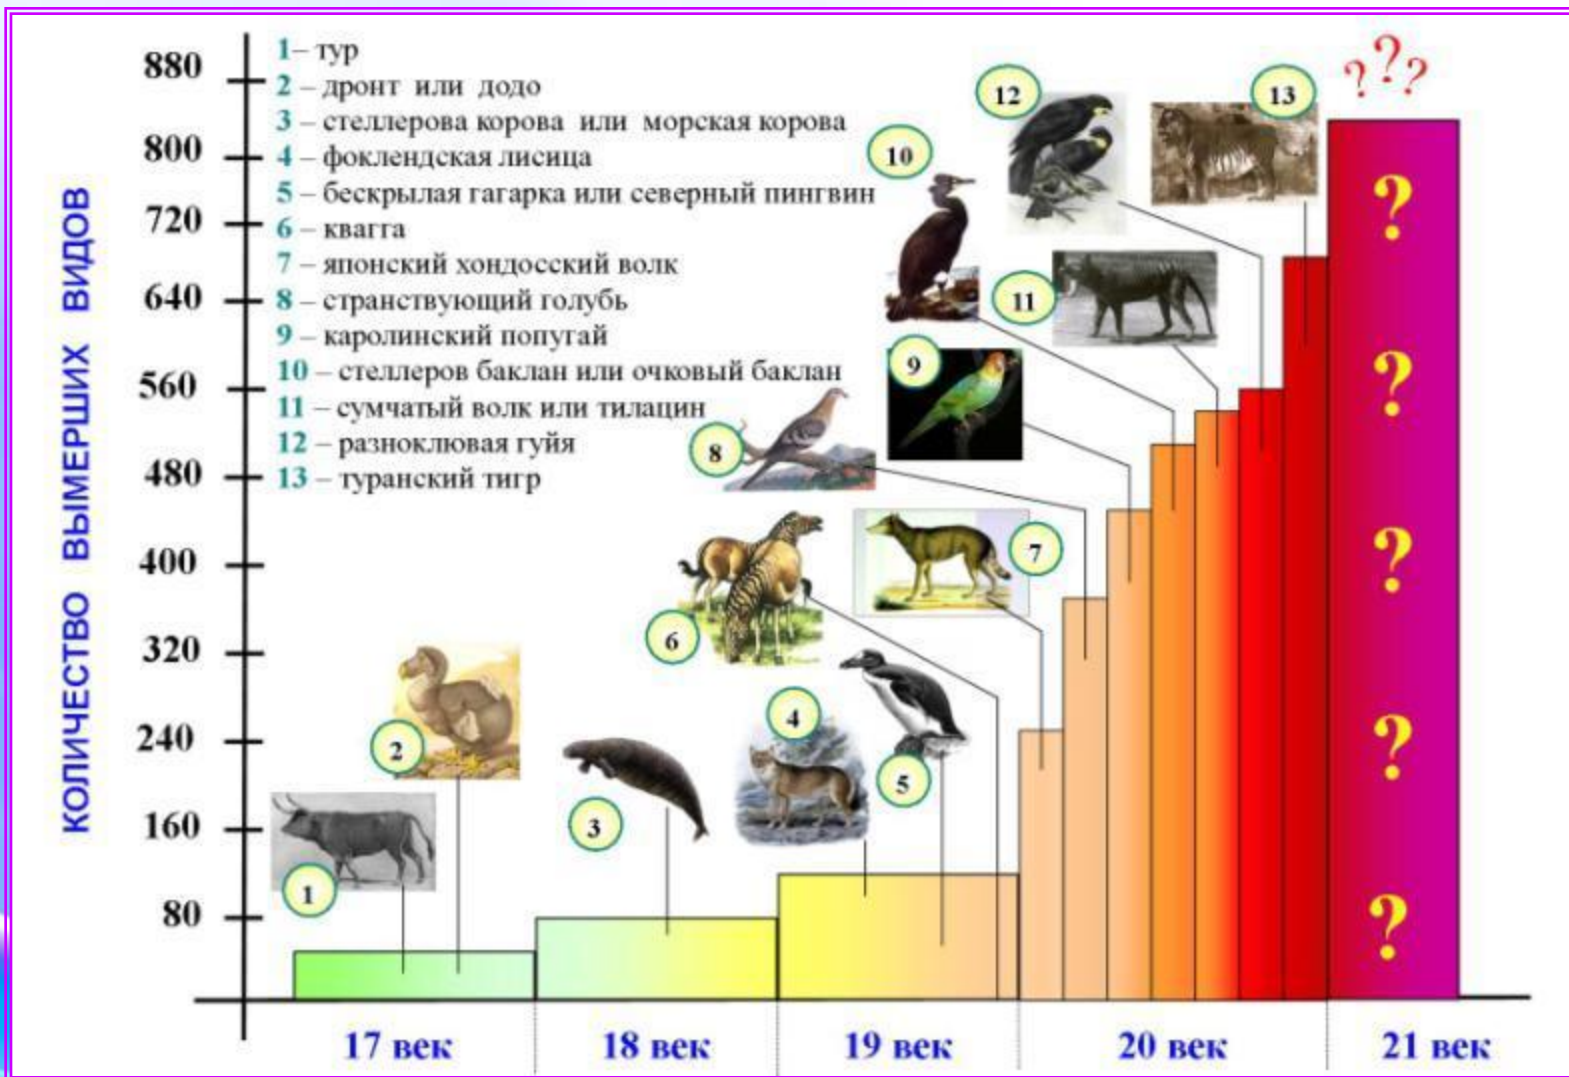 КОЛИЧЕСТВО ВЫМЕРШИХ ВИДОВ
880
800
720
640
560
480
400
320
240
160
80
1– тур
2 – дронт или додо
3 – стеллерова корова или морская корова
4 – фоклендская лисица
5 – бескрылая гагарка или северный пингвин
6 – квагга
7 – японский хондосский волк
8 – странствующий голубь
9 – каролинский попугай
10 – стеллеров баклан или очковый баклан
11 – сумчатый волк или тилацин
12 – разноклювая гуйя
13 – туранский тигр
1
2
3
4
5
6
7
8
9
10
11
12
13
? ? ?
?
?
?
?
?
17 век
18 век
19 век
20 век
21 век